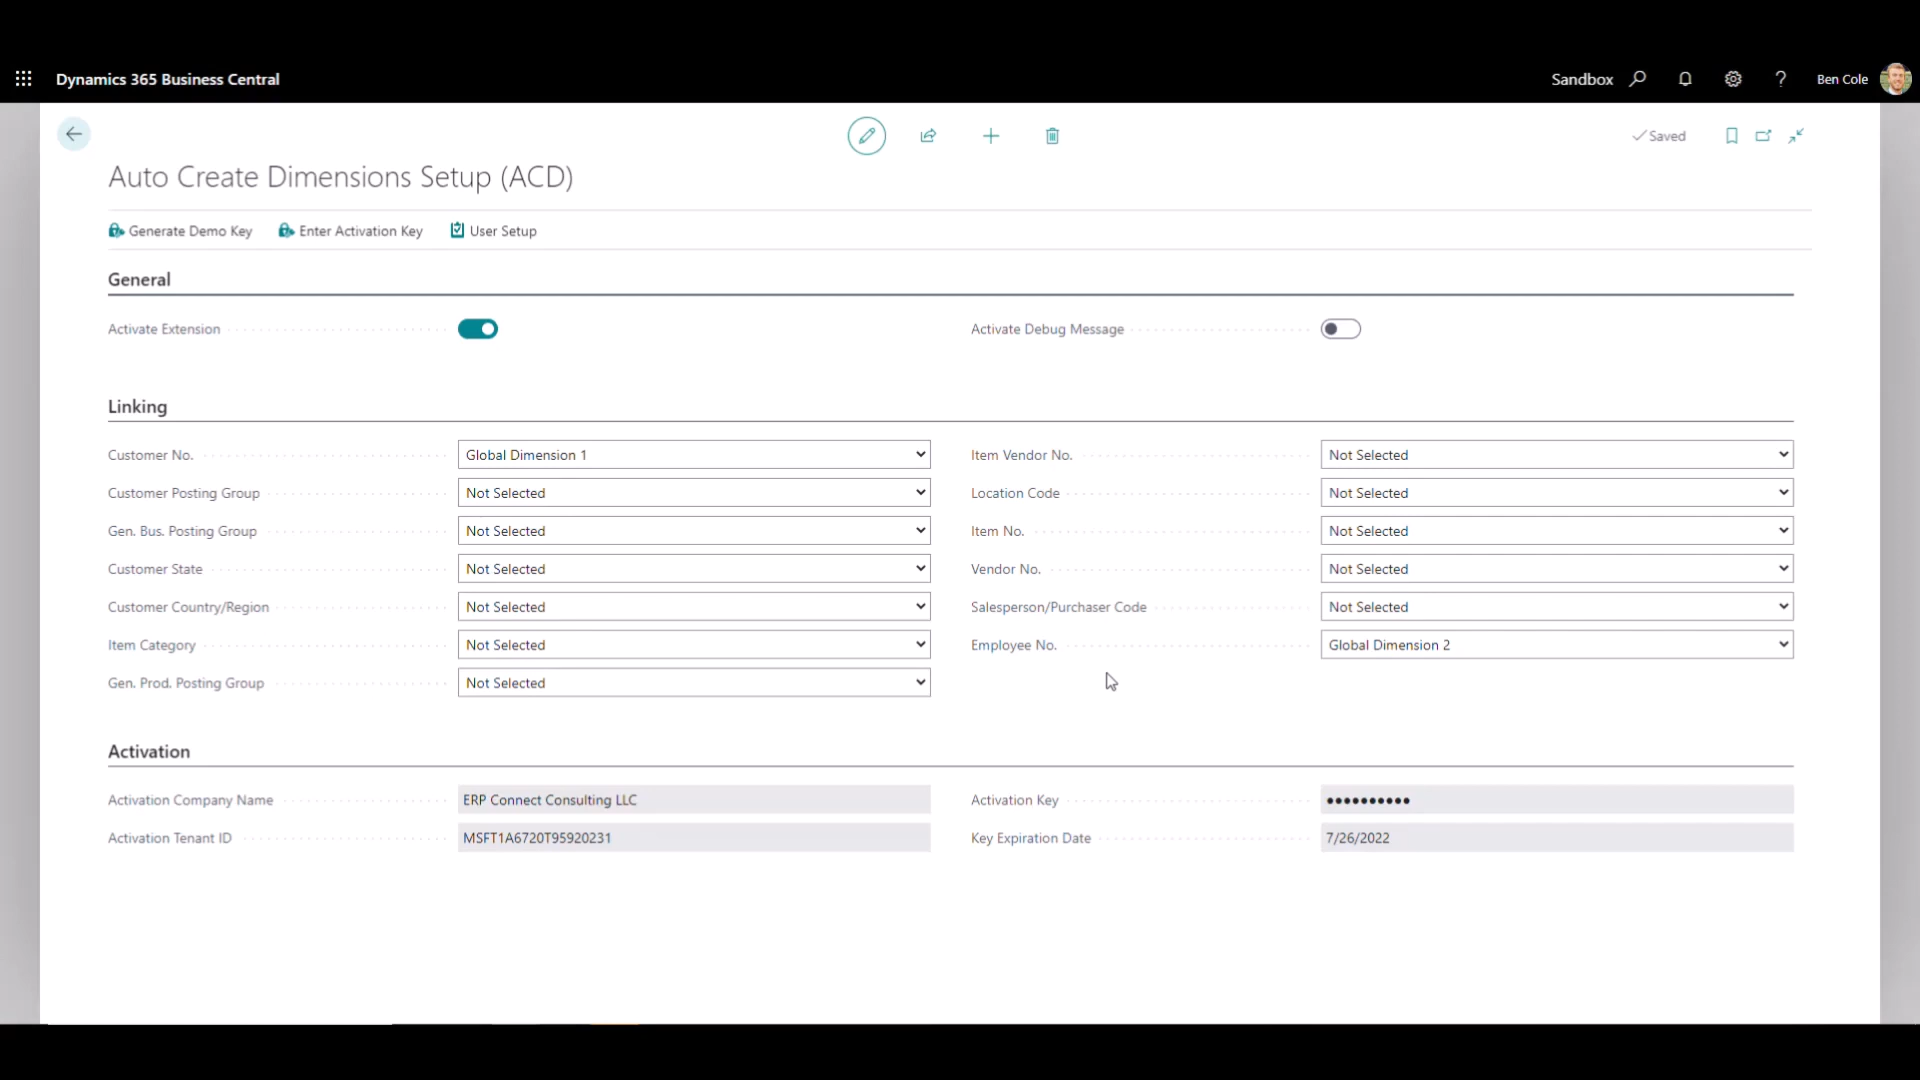 Dynamics 365 Business Central
Sandbox
Ben Cole
Saved
Auto Create Dimensions Setup (ACD)
Generate Demo Key Enter Activation Key User Setup
General
Activate Extension
Activate Debug Message
Linking
Customer No. Global Dimension 1
Item Vendor No. Not Selected
Customer Posting Group Not Selected
Location Code Not Selected
Gen. Bus. Posting Group Not Selected
Item No. Not Selected
Customer State Not Selected
Vendor No. Not Selected
Customer Country/Region Not Selected
Salesperson/Purchaser Code Not Selected
Item Category Not Selected
Employee No. Global Dimension 2
Gen. Prod. Posting Group Not Selected
Activation
Activation Company Name ERP Connect Consulting LLC
Activation Key ••••••••••
Activation Tenant ID MSFT1A6720T95920231
Key Expiration Date 7/26/2022